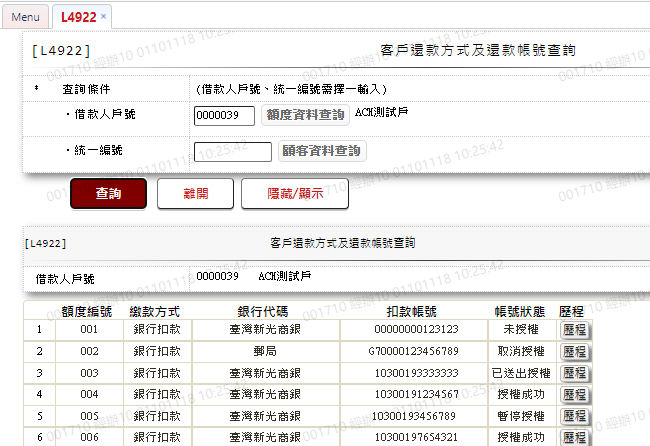 Menu L4922 ×
[L4922] 客戶還款方式及還款帳號查詢
* 查詢條件 (借款人戶號、統一編號需擇一輸入)
・借款人戶號 0000039 額度資料查詢 ACH測試戶
・統一編號 顧客資料查詢
查詢 離開 隱藏/顯示
[L4922] 客戶還款方式及還款帳號查詢
借款人戶號 0000039 ACH測試戶
額度編號 繳款方式 銀行代碼 扣款帳號 帳號狀態 歷程
1 001 銀行扣款 臺灣新光商銀 00000000123123 未授權 歷程
2 002 銀行扣款 郵局 G70000123456789 取消授權 歷程
3 003 銀行扣款 臺灣新光商銀 10300193333333 已送出授權 歷程
4 004 銀行扣款 臺灣新光商銀 10300191234567 授權成功 歷程
5 005 銀行扣款 臺灣新光商銀 10300193456789 暫停授權 歷程
6 006 銀行扣款 臺灣新光商銀 10300197654321 授權成功 歷程
001710 經辦10 01101118 10:25:42